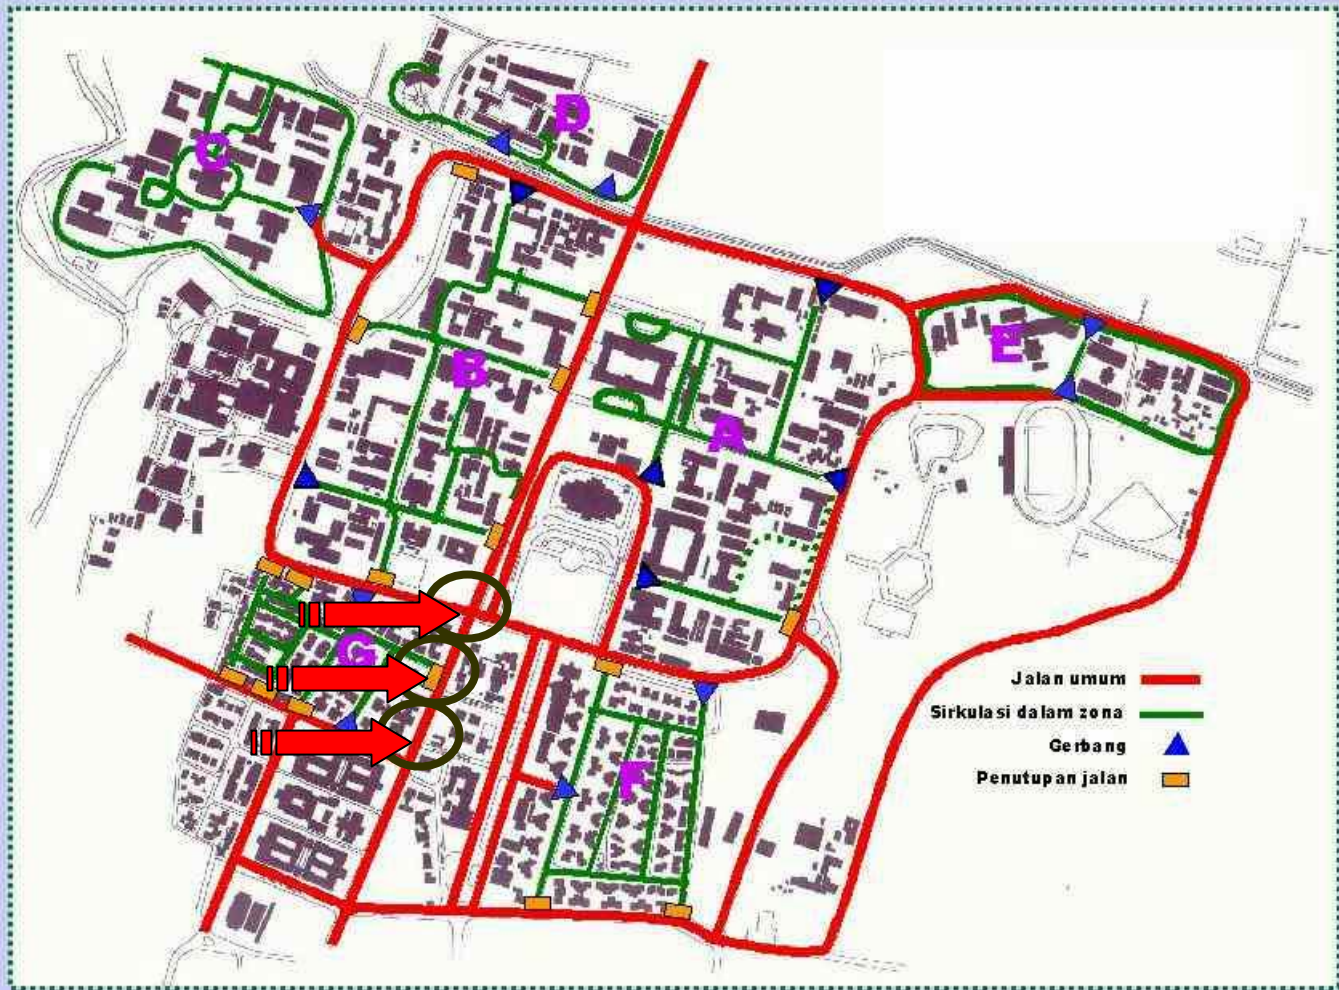 D
C
E
B
A
G
F
Jalan umum
Sirkulasi dalam zona
Gerbang
Penutupan jalan